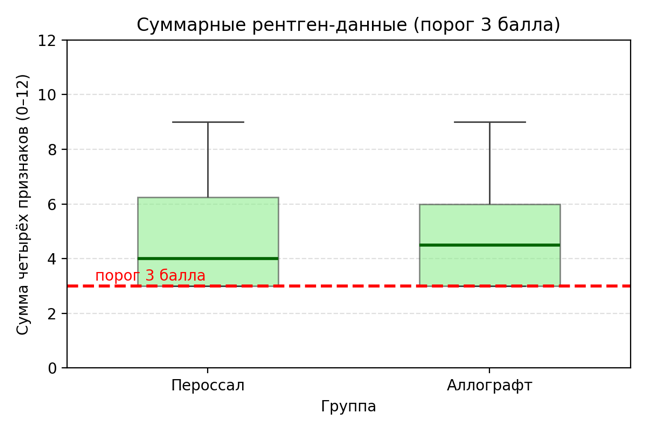 Суммарные рентген-данные (порог 3 балла)
Сумма четырёх признаков (0–12)
12
10
8
6
4
2
0
порог 3 балла
Пероссал
Аллографт
Группа